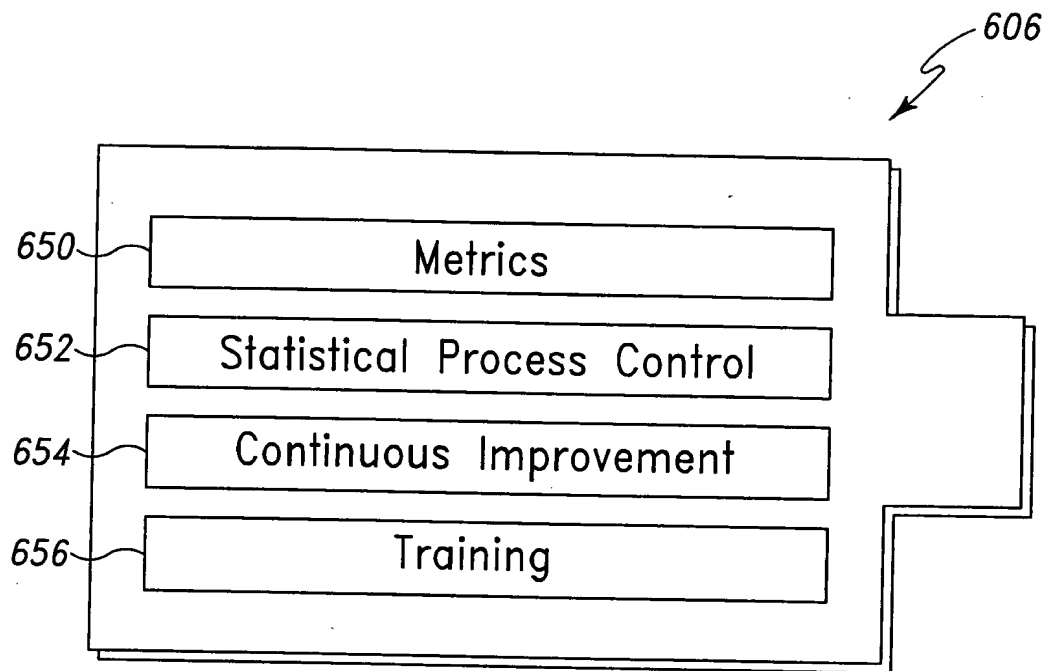 606
650 Metrics
652 Statistical Process Control
654 Continuous Improvement
656 Training